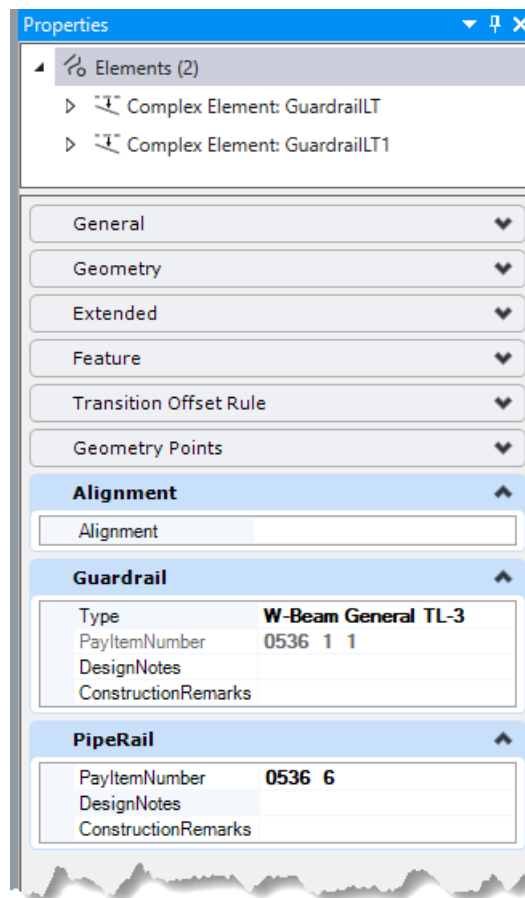 Properties
Elements (2)
Complex Element: GuardrailLT
Complex Element: GuardrailLT1
General
Geometry
Extended
Feature
Transition Offset Rule
Geometry Points
Alignment
Alignment
Guardrail
Type W-Beam General TL-3
PayItemNumber 0536 1 1
DesignNotes
ConstructionRemarks
PipeRail
PayItemNumber 0536 6
DesignNotes
ConstructionRemarks